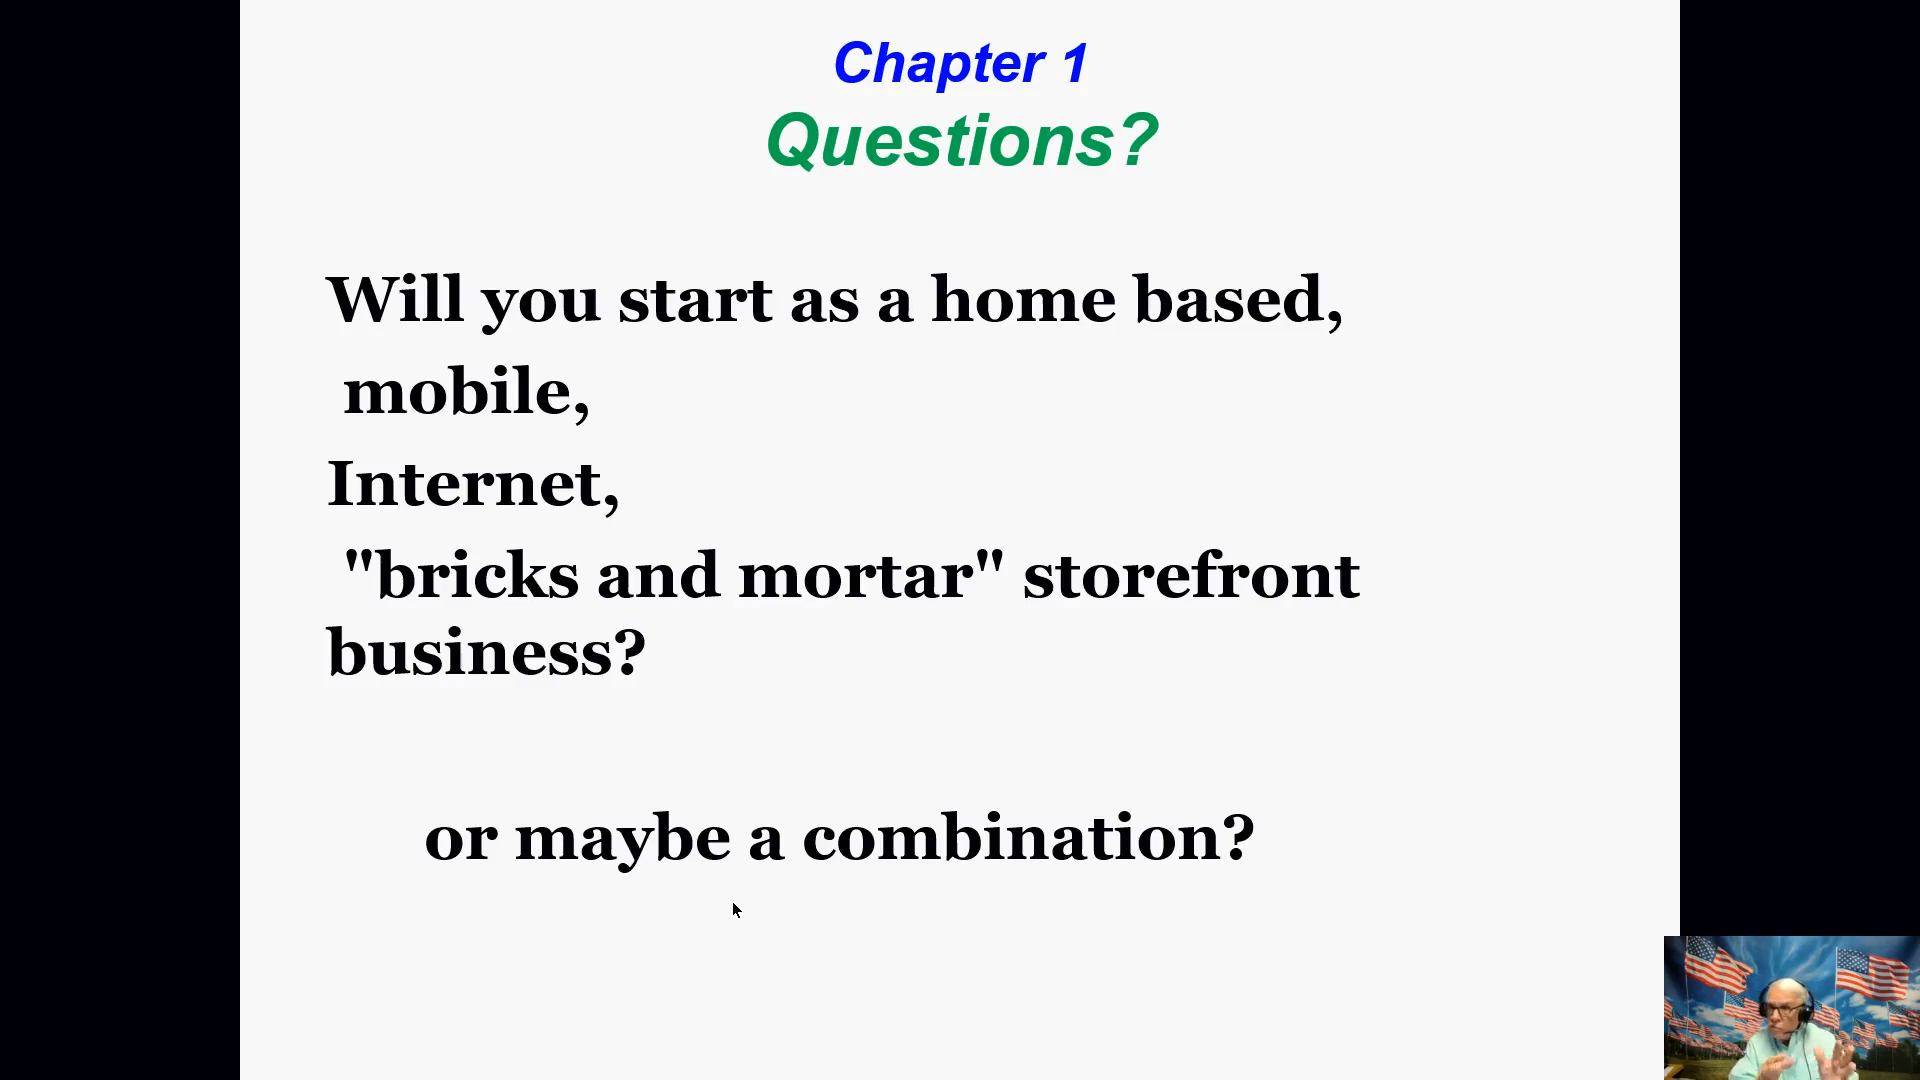 Chapter 1
Questions?
Will you start as a home based,
mobile,
Internet,
"bricks and mortar" storefront
business?
or maybe a combination?